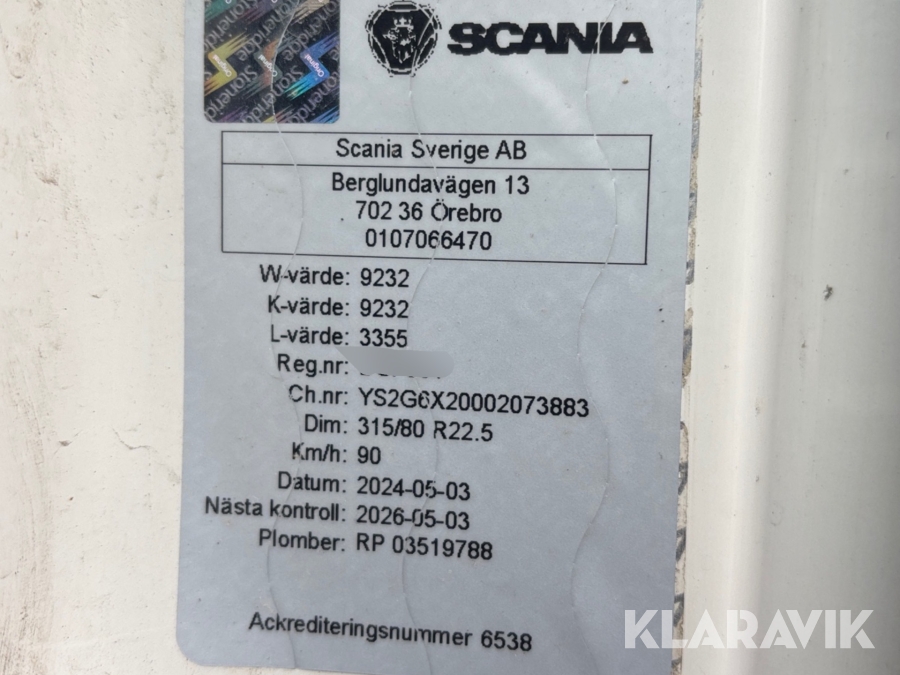 Stoneridge
Original
SCANIA
Scania Sverige AB
Berglundavägen 13
702 36 Örebro
0107066470
W-värde: 9232
K-värde: 9232
L-värde: 3355
Reg.nr:
Ch.nr: YS2G6X20002073883
Dim: 315/80 R22.5
Km/h: 90
Datum: 2024-05-03
Nästa kontroll: 2026-05-03
Plomber: RP 03519788
Ackrediteringsnummer 6538
KLARAVIK